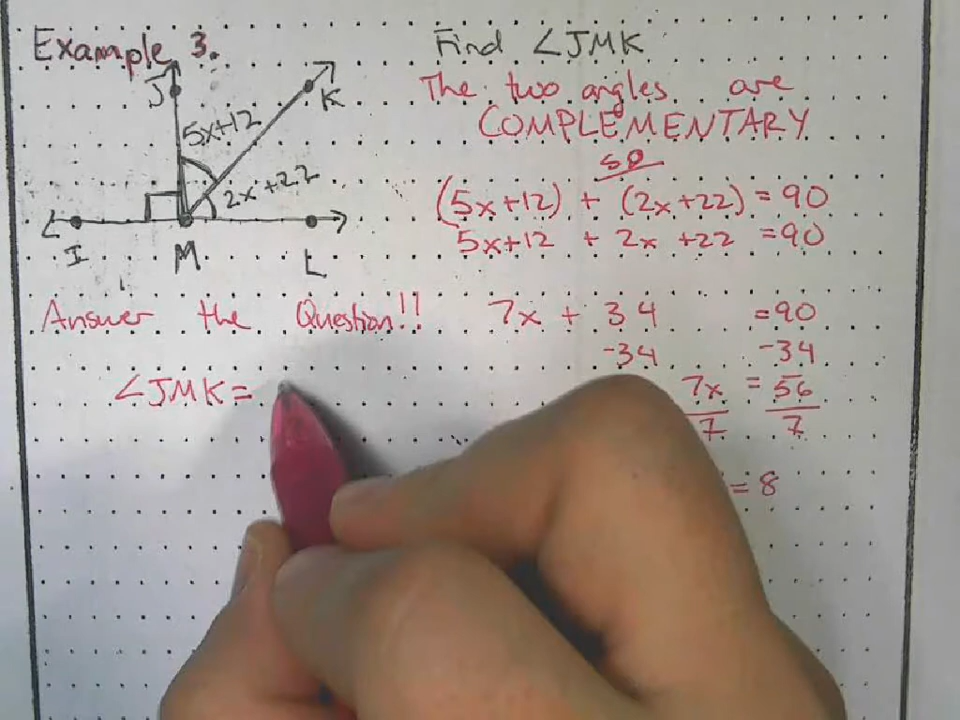 Example 3.
J
K
5x+12
2x+22
I
M
L
Find ∠JMK
The two angles are
COMPLEMENTARY
so
(5x+12) + (2x+22) = 90
5x+12 + 2x +22 = 90
Answer the Question!!
7x + 34 = 90
-34 -34
∠JMK =
7x = 56
7 7
= 8